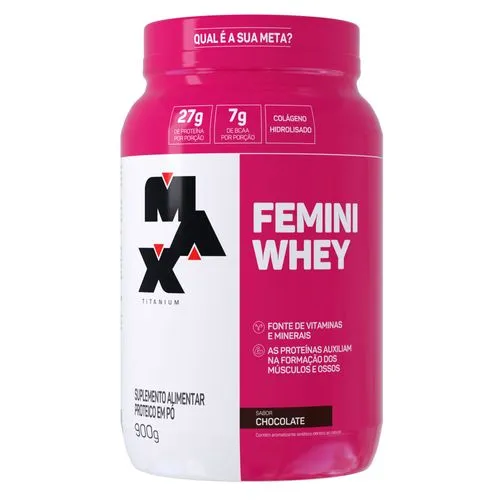 QUAL É A SUA META?
27g
DE PROTEÍNA
POR PORÇÃO
7g
DE BCAA
POR PORÇÃO
COLÁGENO
HIDROLISADO
MAX
TITANIUM
FEMINI
WHEY
FONTE DE VITAMINAS
E MINERAIS
AS PROTEÍNAS AUXILIAM
NA FORMAÇÃO DOS
MÚSCULOS E OSSOS
SUPLEMENTO ALIMENTAR
PROTEICO EM PÓ
900g
SABOR
CHOCOLATE